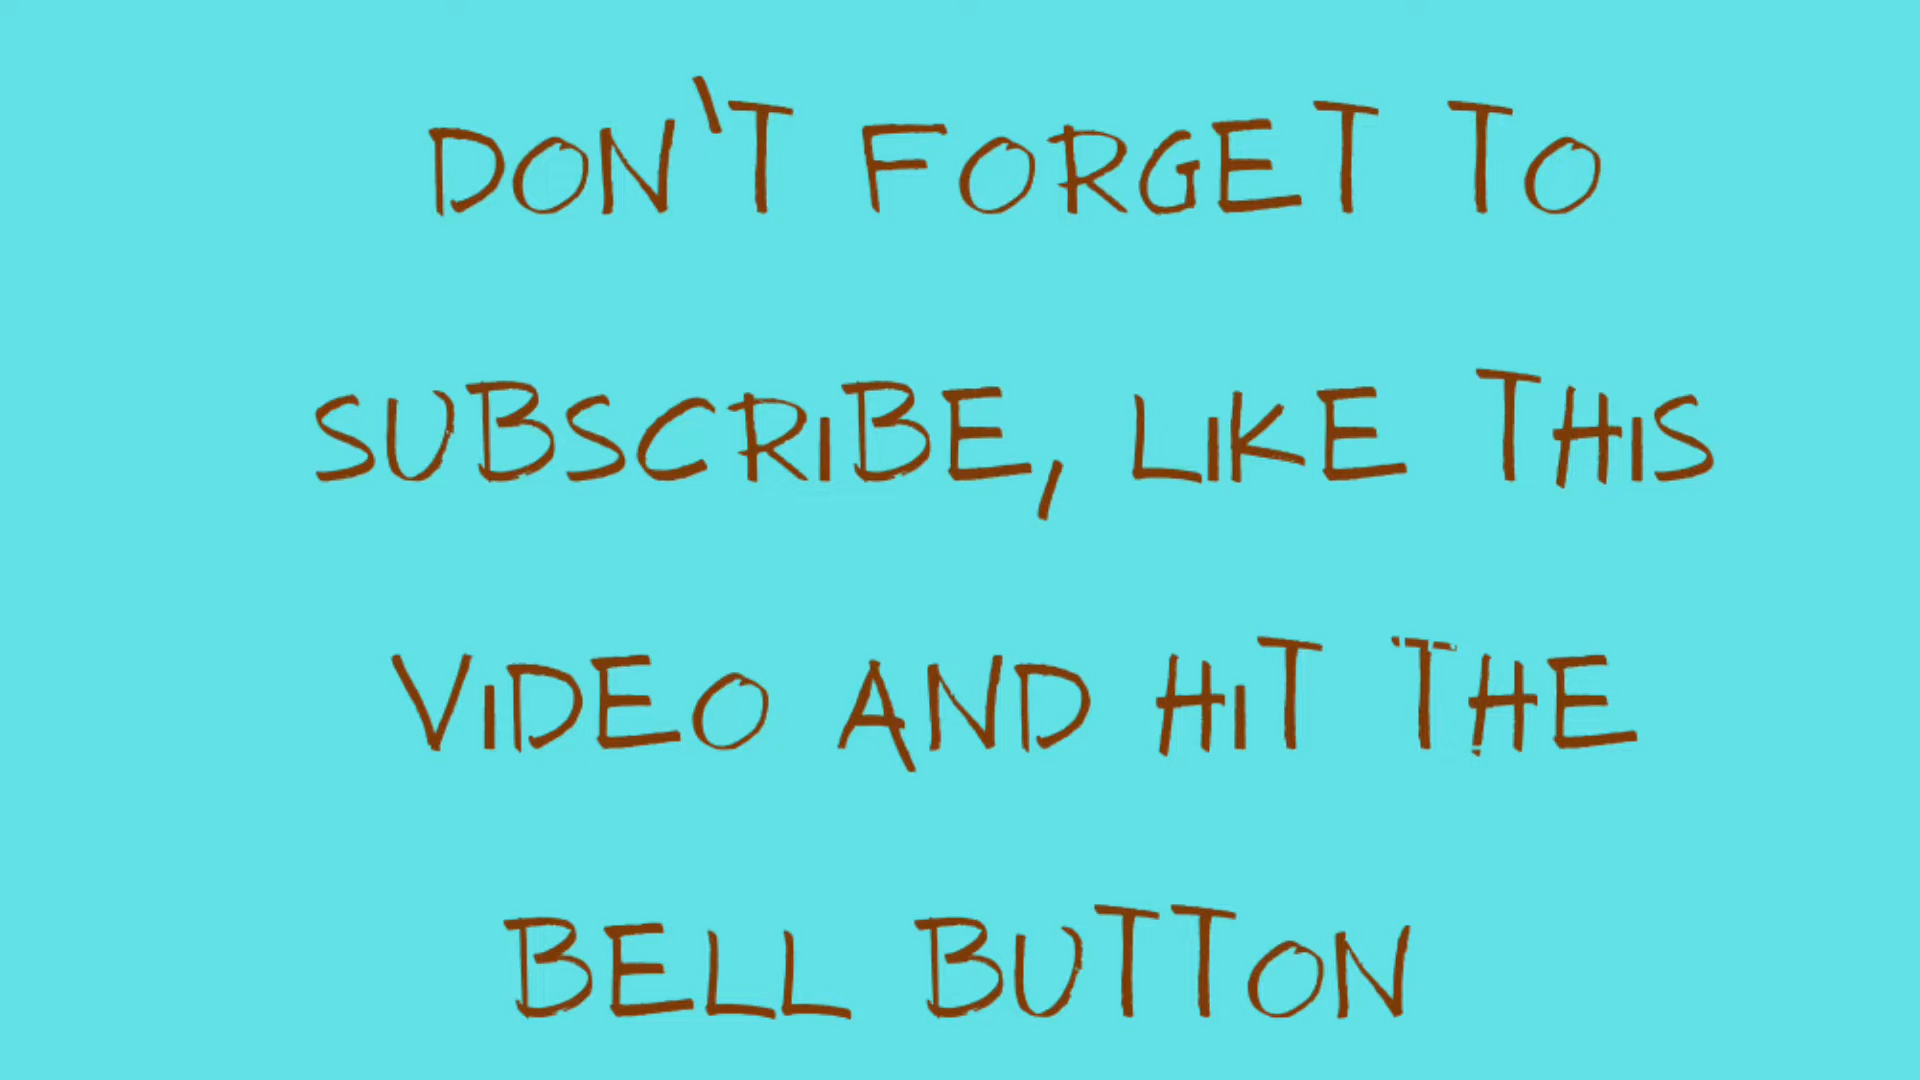 DON'T FORGET TO
SUBSCRIBE, LIKE THIS
VIDEO AND HIT THE
BELL BUTTON